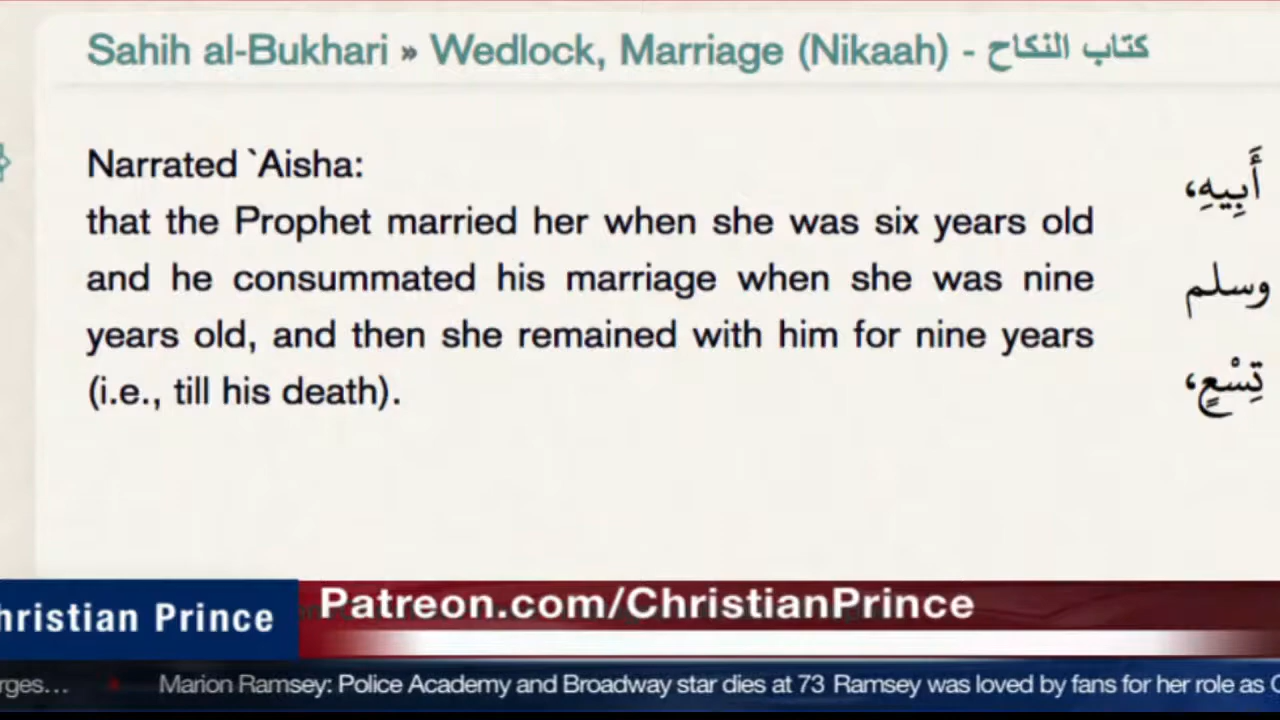 Sahih al-Bukhari » Wedlock, Marriage (Nikaah) - كتاب النكاح
Narrated `Aisha:
that the Prophet married her when she was six years old
and he consummated his marriage when she was nine
years old, and then she remained with him for nine years
(i.e., till his death).
أَبِيهِ،
وسلم
تِسْعٍ،
hristian Prince
Patreon.com/ChristianPrince
rges... Marion Ramsey: Police Academy and Broadway star dies at 73 Ramsey was loved by fans for her role as